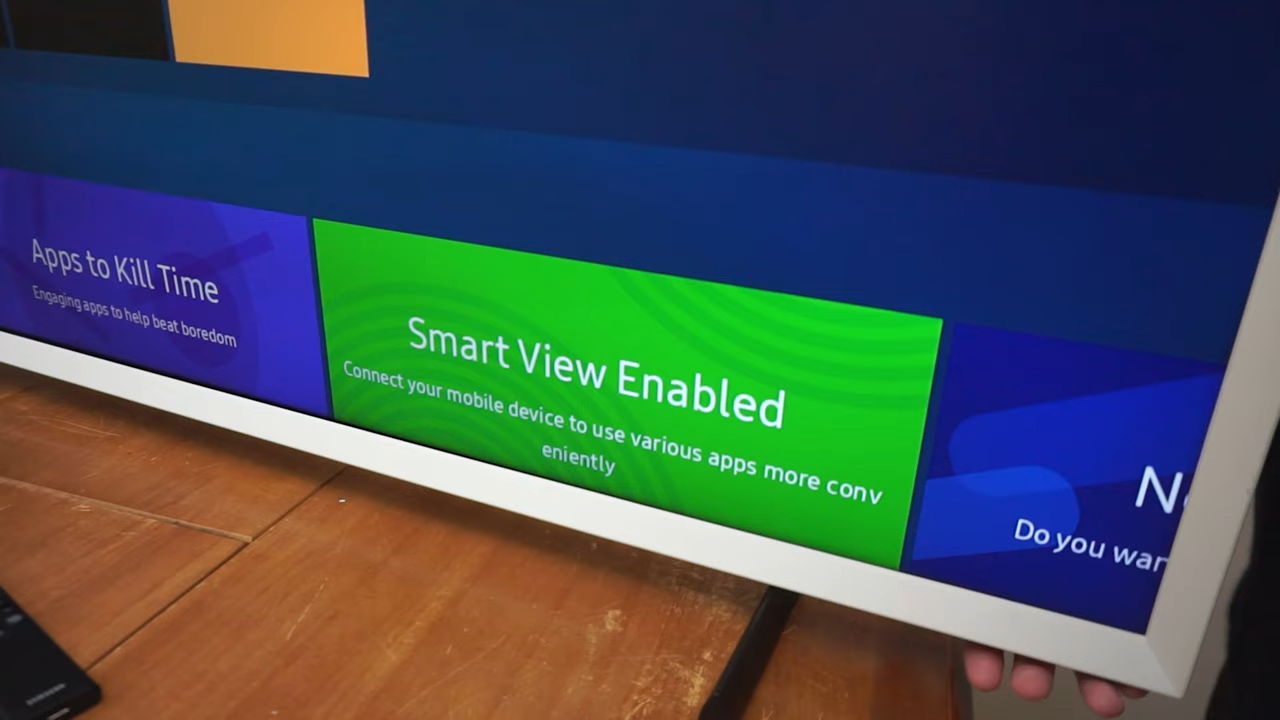 Apps to Kill Time
Engaging apps to help beat boredom
Smart View Enabled
Connect your mobile device to use various apps more conv
eniently
Do you
SAMSUNG